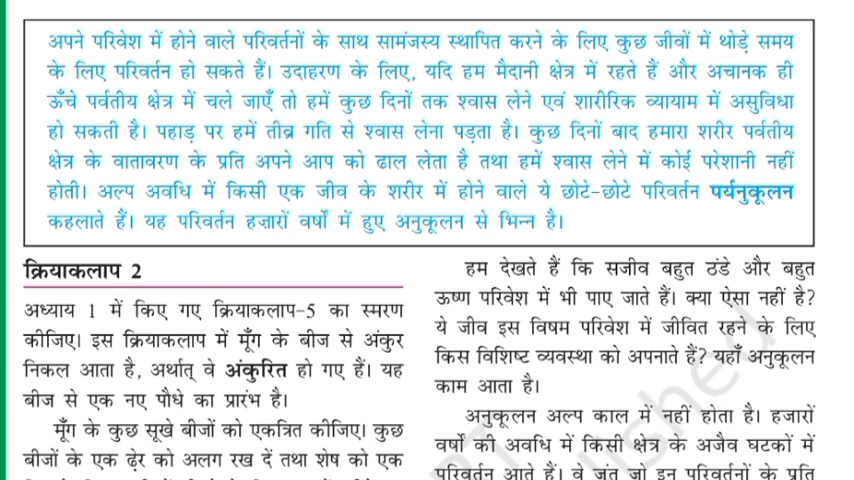 अपने परिवेश में होने वाले परिवर्तनों के साथ सामंजस्य स्थापित करने के लिए कुछ जीवों में थोड़े समय
के लिए परिवर्तन हो सकते हैं। उदाहरण के लिए, यदि हम मैदानी क्षेत्र में रहते हैं और अचानक ही
ऊँचे पर्वतीय क्षेत्र में चले जाएँ तो हमें कुछ दिनों तक श्वास लेने एवं शारीरिक व्यायाम में असुविधा
हो सकती है। पहाड़ पर हमें तीव्र गति से श्वास लेना पड़ता है। कुछ दिनों बाद हमारा शरीर पर्वतीय
क्षेत्र के वातावरण के प्रति अपने आप को ढाल लेता है तथा हमें श्वास लेने में कोई परेशानी नहीं
होती। अल्प अवधि में किसी एक जीव के शरीर में होने वाले ये छोटे-छोटे परिवर्तन पर्यनुकूलन
कहलाते हैं। यह परिवर्तन हज़ारों वर्षों में हुए अनुकूलन से भिन्न है।
क्रियाकलाप 2
अध्याय 1 में किए गए क्रियाकलाप-5 का स्मरण
कीजिए। इस क्रियाकलाप में मूँग के बीज से अंकुर
निकल आता है, अर्थात् वे अंकुरित हो गए हैं। यह
बीज से एक नए पौधे का प्रारंभ है।
मूँग के कुछ सूखे बीजों को एकत्रित कीजिए। कुछ
बीजों के एक ढ़ेर को अलग रख दें तथा शेष को एक
हम देखते हैं कि सजीव बहुत ठंडे और बहुत
ऊष्ण परिवेश में भी पाए जाते हैं। क्या ऐसा नहीं है?
ये जीव इस विषम परिवेश में जीवित रहने के लिए
किस विशिष्ट व्यवस्था को अपनाते हैं? यहाँ अनुकूलन
काम आता है।
अनुकूलन अल्प काल में नहीं होता है। हजारों
वर्षों की अवधि में किसी क्षेत्र के अजैव घटकों में
परिवर्तन आते हैं। वे जंतु जो इन परिवर्तनों के प्रति